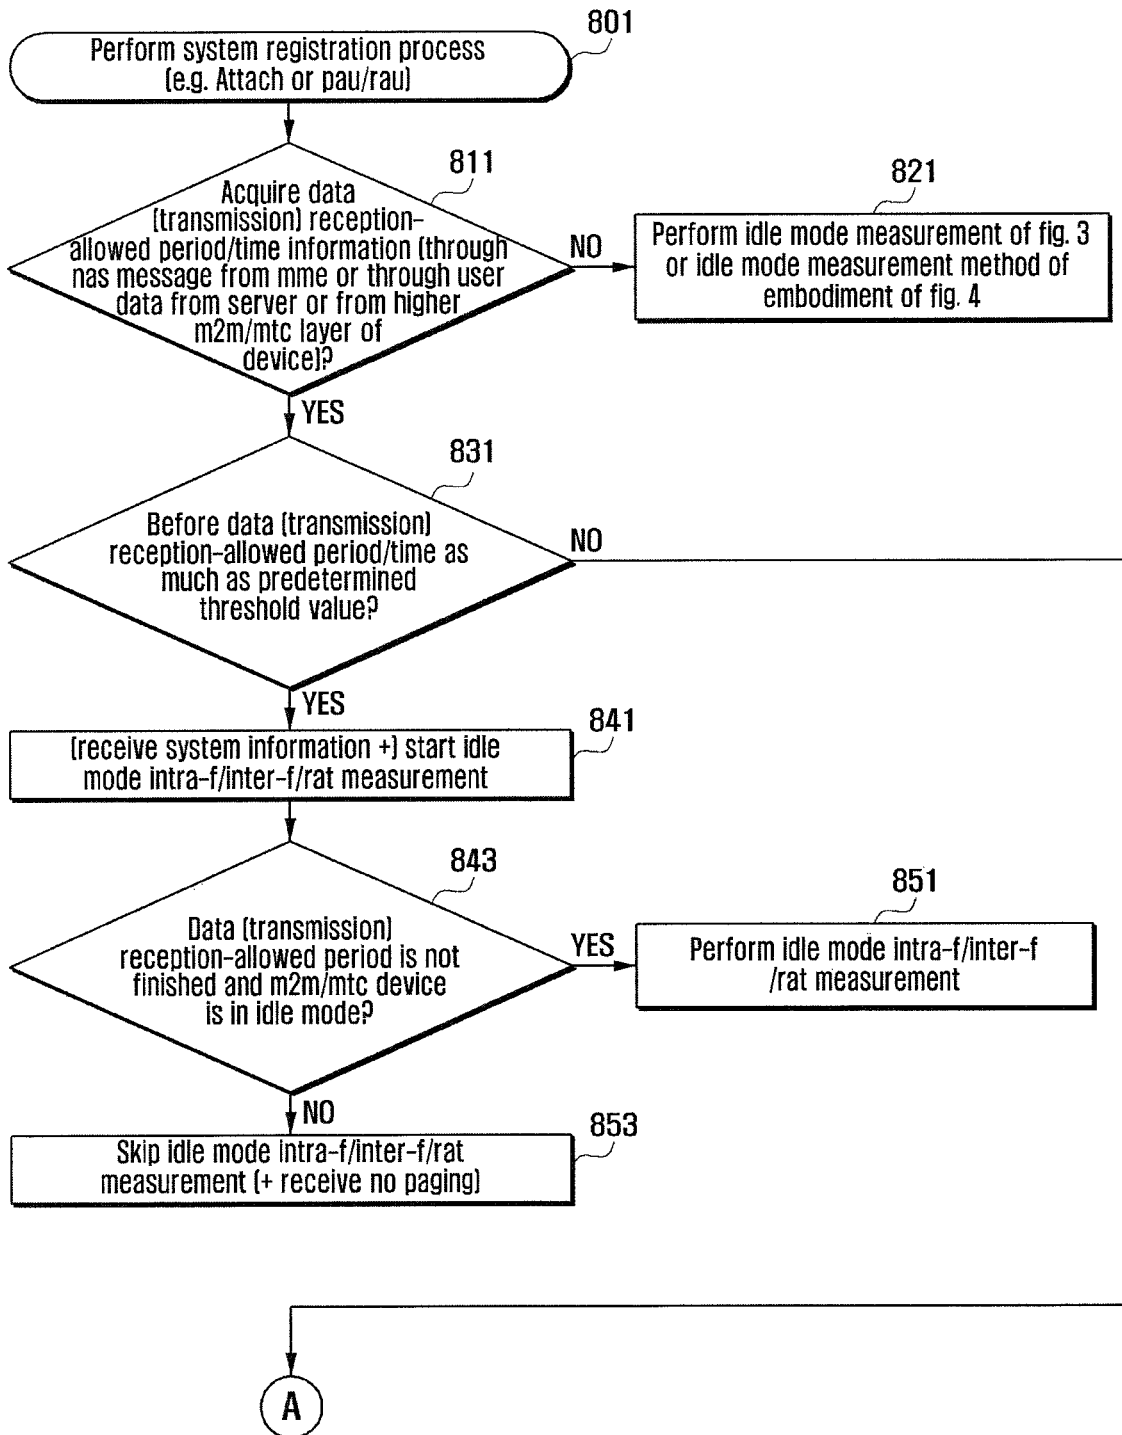 801
Perform system registration process
(e.g. Attach or pau/rau)
811
Acquire data
(transmission) reception-
allowed period/time information (through
nas message from mme or through user
data from server or from higher
m2m/mtc layer of
device)?
NO
821
Perform idle mode measurement of fig. 3
or idle mode measurement method of
embodiment of fig. 4
YES
831
Before data (transmission)
reception-allowed period/time as
much as predetermined
threshold value?
NO
YES
841
(receive system information +) start idle
mode intra-f/inter-f/rat measurement
843
Data (transmission)
reception-allowed period is not
finished and m2m/mtc device
is in idle mode?
YES
851
Perform idle mode intra-f/inter-f
/rat measurement
NO
853
Skip idle mode intra-f/inter-f/rat
measurement (+ receive no paging)
A